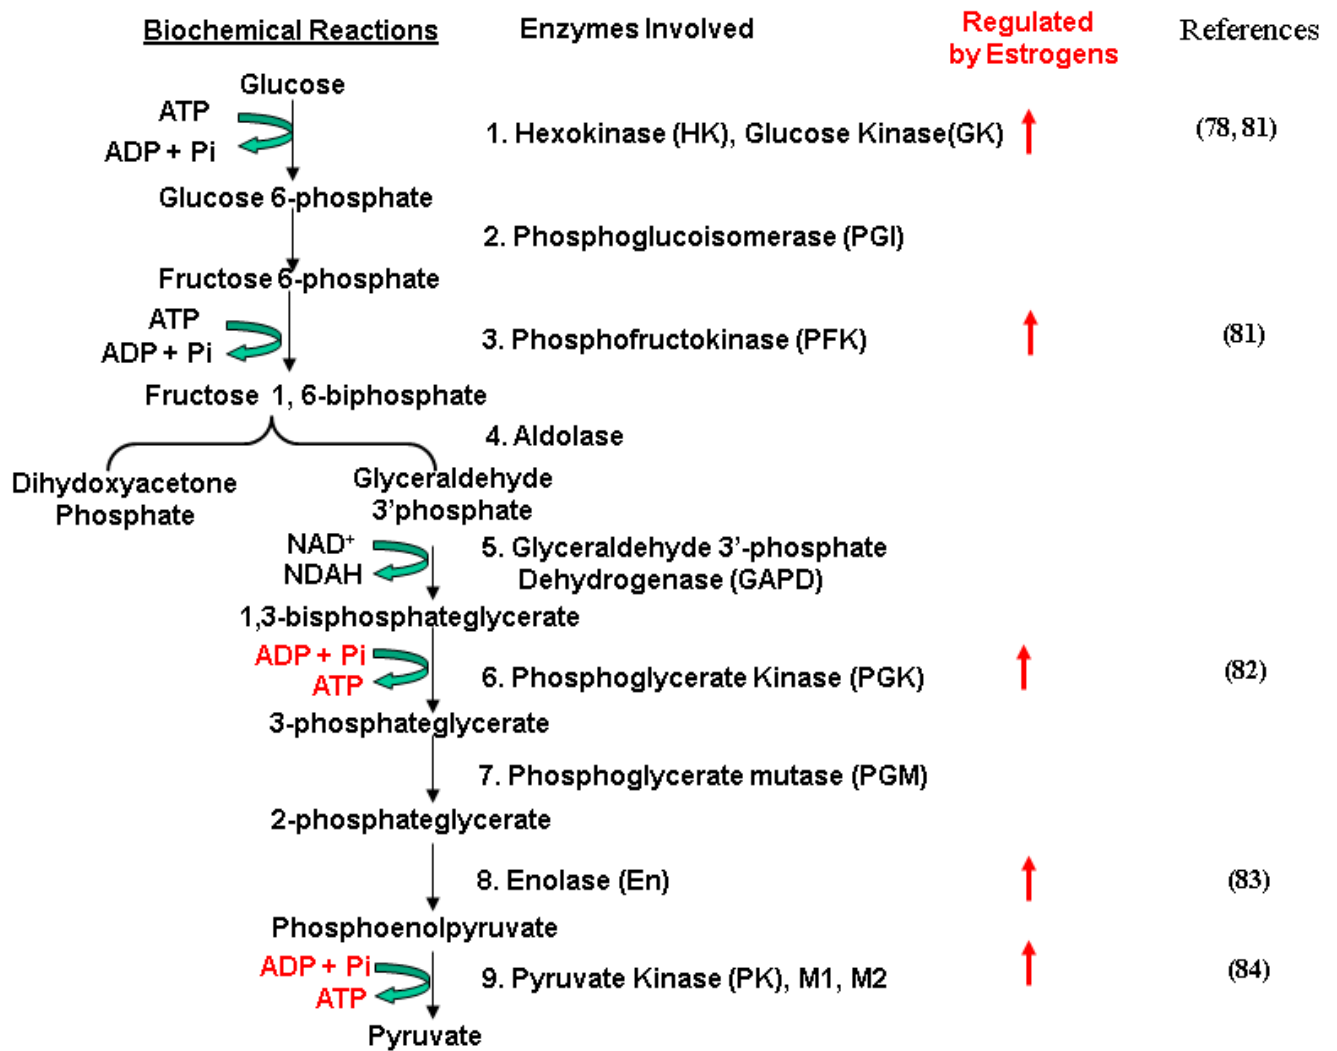 Biochemical Reactions
Enzymes Involved
Regulated
by Estrogens
References
Glucose
ATP
ADP + Pi
1. Hexokinase (HK), Glucose Kinase(GK)
(78, 81)
Glucose 6-phosphate
2. Phosphoglucoisomerase (PGI)
Fructose 6-phosphate
ATP
ADP + Pi
3. Phosphofructokinase (PFK)
(81)
Fructose 1, 6-biphosphate
4. Aldolase
Dihydoxyacetone
Phosphate
Glyceraldehyde
3'phosphate
NAD+
NDAH
5. Glyceraldehyde 3'-phosphate
Dehydrogenase (GAPD)
1,3-bisphosphateglycerate
ADP + Pi
ATP
6. Phosphoglycerate Kinase (PGK)
(82)
3-phosphateglycerate
7. Phosphoglycerate mutase (PGM)
2-phosphateglycerate
8. Enolase (En)
(83)
Phosphoenolpyruvate
ADP + Pi
ATP
9. Pyruvate Kinase (PK), M1, M2
(84)
Pyruvate